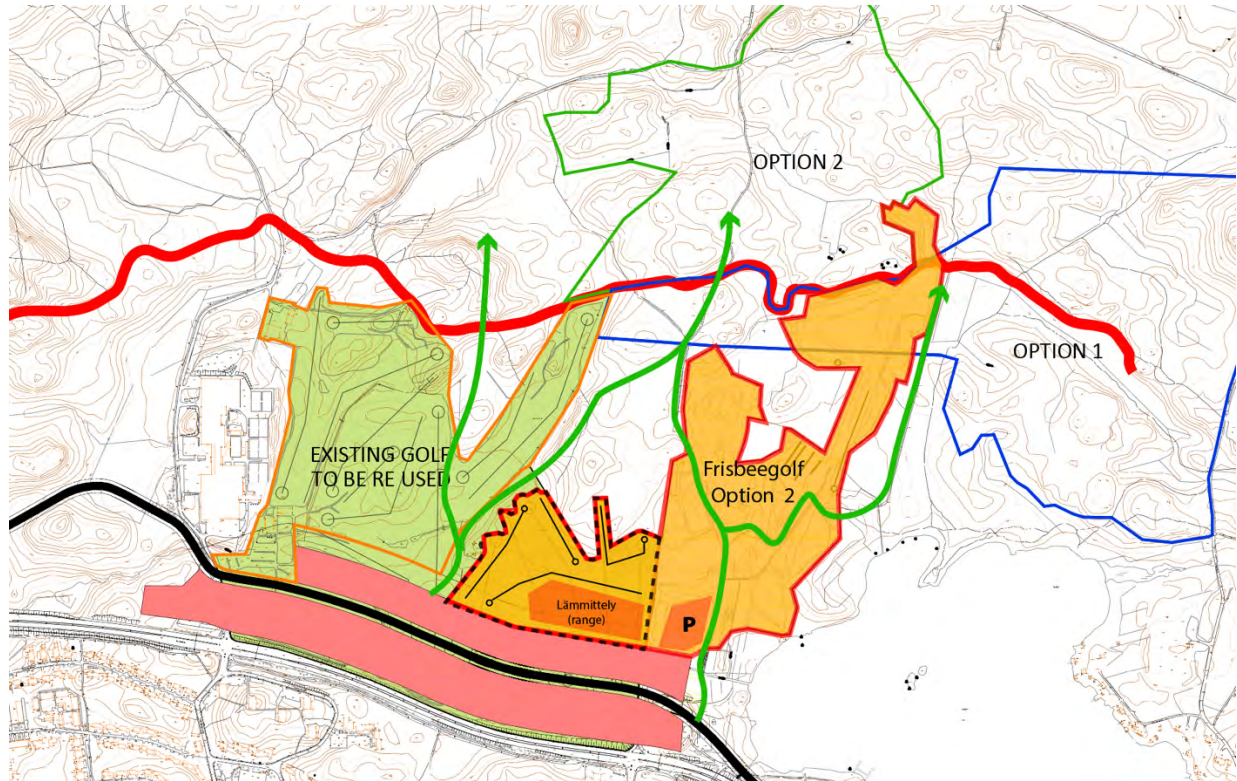 OPTION 2
OPTION 1
EXISTING GOLF
TO BE RE USED
Frisbeegolf
Option 2
Lämmittely
(range)
P